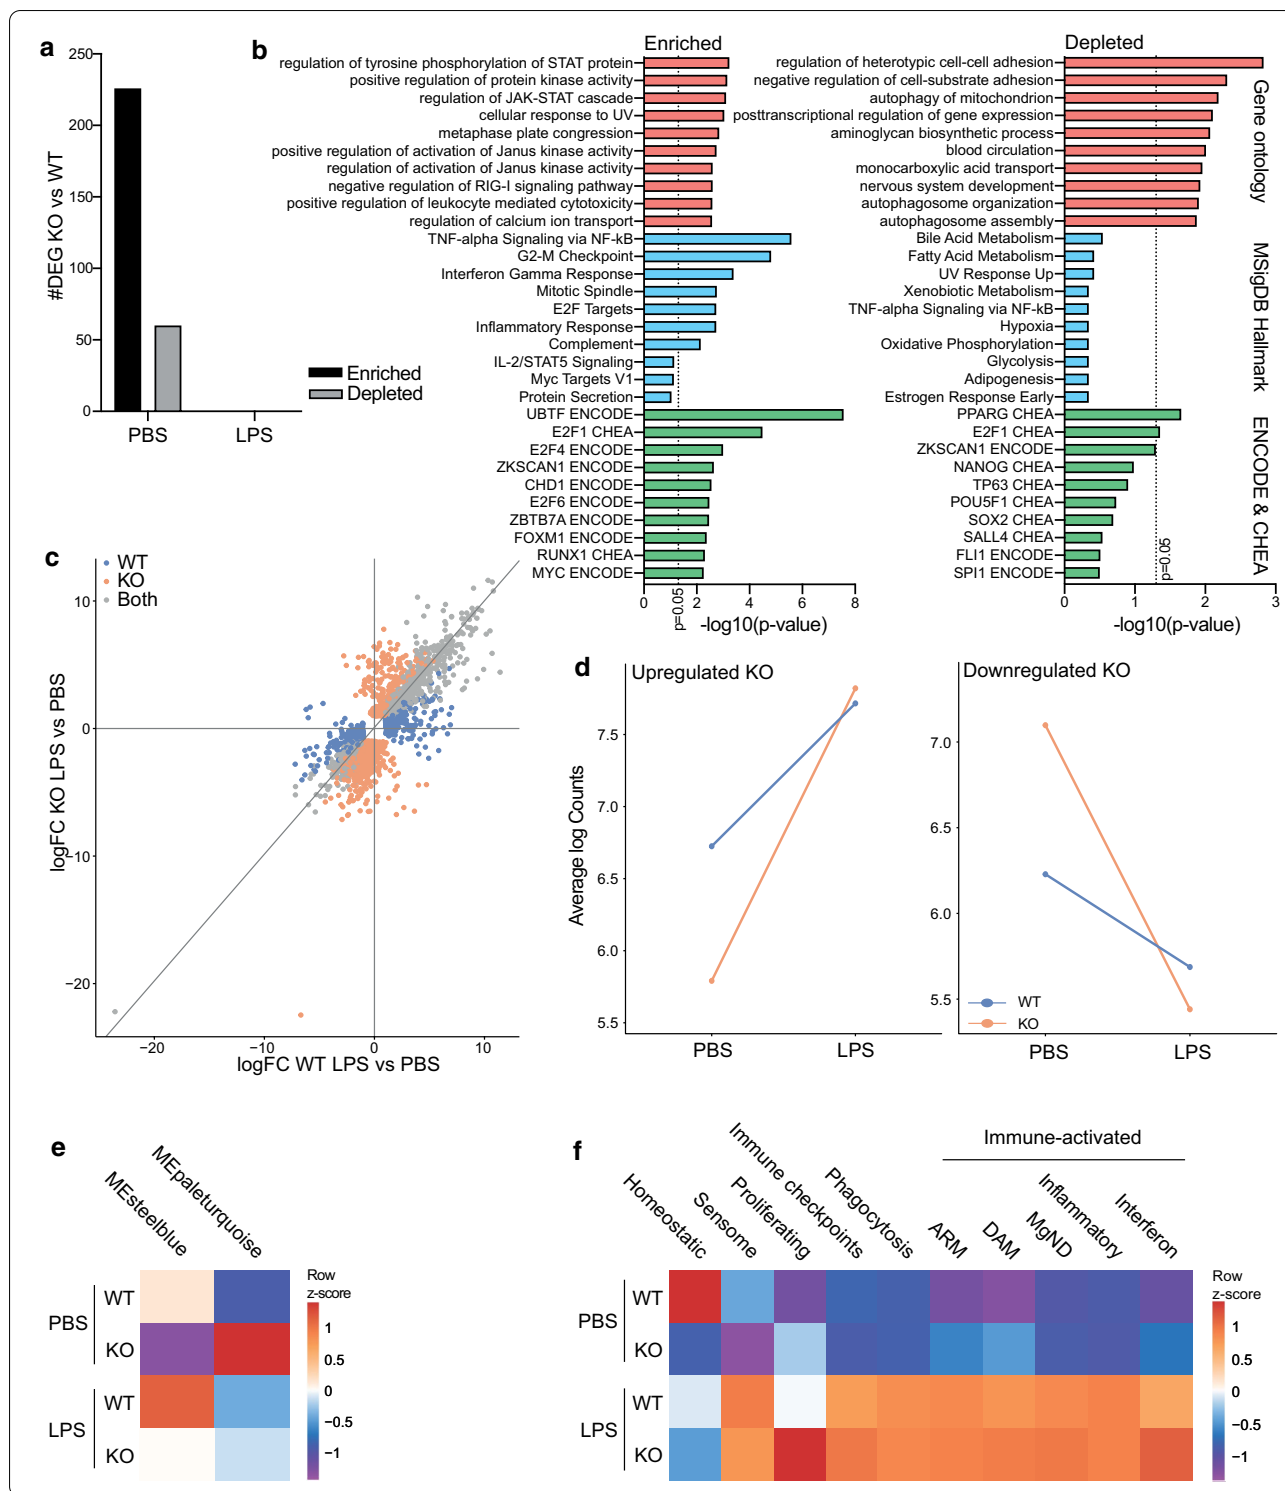 a
250
200
150
100
50
0
#DEG KO vs WT
PBS
LPS
Enriched
Depleted
b
Enriched
regulation of tyrosine phosphorylation of STAT protein
positive regulation of protein kinase activity
regulation of JAK-STAT cascade
cellular response to UV
metaphase plate congression
positive regulation of activation of Janus kinase activity
regulation of activation of Janus kinase activity
negative regulation of RIG-I signaling pathway
positive regulation of leukocyte mediated cytotoxicity
regulation of calcium ion transport
TNF-alpha Signaling via NF-kB
G2-M Checkpoint
Interferon Gamma Response
Mitotic Spindle
E2F Targets
Inflammatory Response
Complement
IL-2/STAT5 Signaling
Myc Targets V1
Protein Secretion
UBTF ENCODE
E2F1 CHEA
E2F4 ENCODE
ZKSCAN1 ENCODE
CHD1 ENCODE
E2F6 ENCODE
ZBTB7A ENCODE
FOXM1 ENCODE
RUNX1 CHEA
MYC ENCODE
0 2 4 6 8
p=0.05
-log10(p-value)
Depleted
regulation of heterotypic cell-cell adhesion
negative regulation of cell-substrate adhesion
autophagy of mitochondrion
posttranscriptional regulation of gene expression
aminoglycan biosynthetic process
blood circulation
monocarboxylic acid transport
nervous system development
autophagosome organization
autophagosome assembly
Bile Acid Metabolism
Fatty Acid Metabolism
UV Response Up
Xenobiotic Metabolism
TNF-alpha Signaling via NF-kB
Hypoxia
Oxidative Phosphorylation
Glycolysis
Adipogenesis
Estrogen Response Early
PPARG CHEA
E2F1 CHEA
ZKSCAN1 ENCODE
NANOG CHEA
TP63 CHEA
POU5F1 CHEA
SOX2 CHEA
SALL4 CHEA
FLI1 ENCODE
SPI1 ENCODE
p=0.05
0 1 2 3
-log10(p-value)
Gene ontology
MSigDB Hallmark
ENCODE & CHEA
c
WT
KO
Both
10
0
−10
−20
logFC KO LPS vs PBS
−20 −10 0 10
logFC WT LPS vs PBS
d
Upregulated KO
7.5
7.0
6.5
6.0
5.5
Average log Counts
PBS LPS
Downregulated KO
7.0
6.5
6.0
5.5
WT
KO
PBS LPS
e
MEsteelblue
MEpaleturquoise
PBS
WT
KO
LPS
WT
KO
Row
z-score
1
0.5
0
−0.5
−1
f
Immune-activated
Homeostatic
Sensome
Proliferating
Immune checkpoints
Phagocytosis
ARM
DAM
MgND
Inflammatory
Interferon
PBS
WT
KO
LPS
WT
KO
Row
z-score
1
0.5
0
−0.5
−1